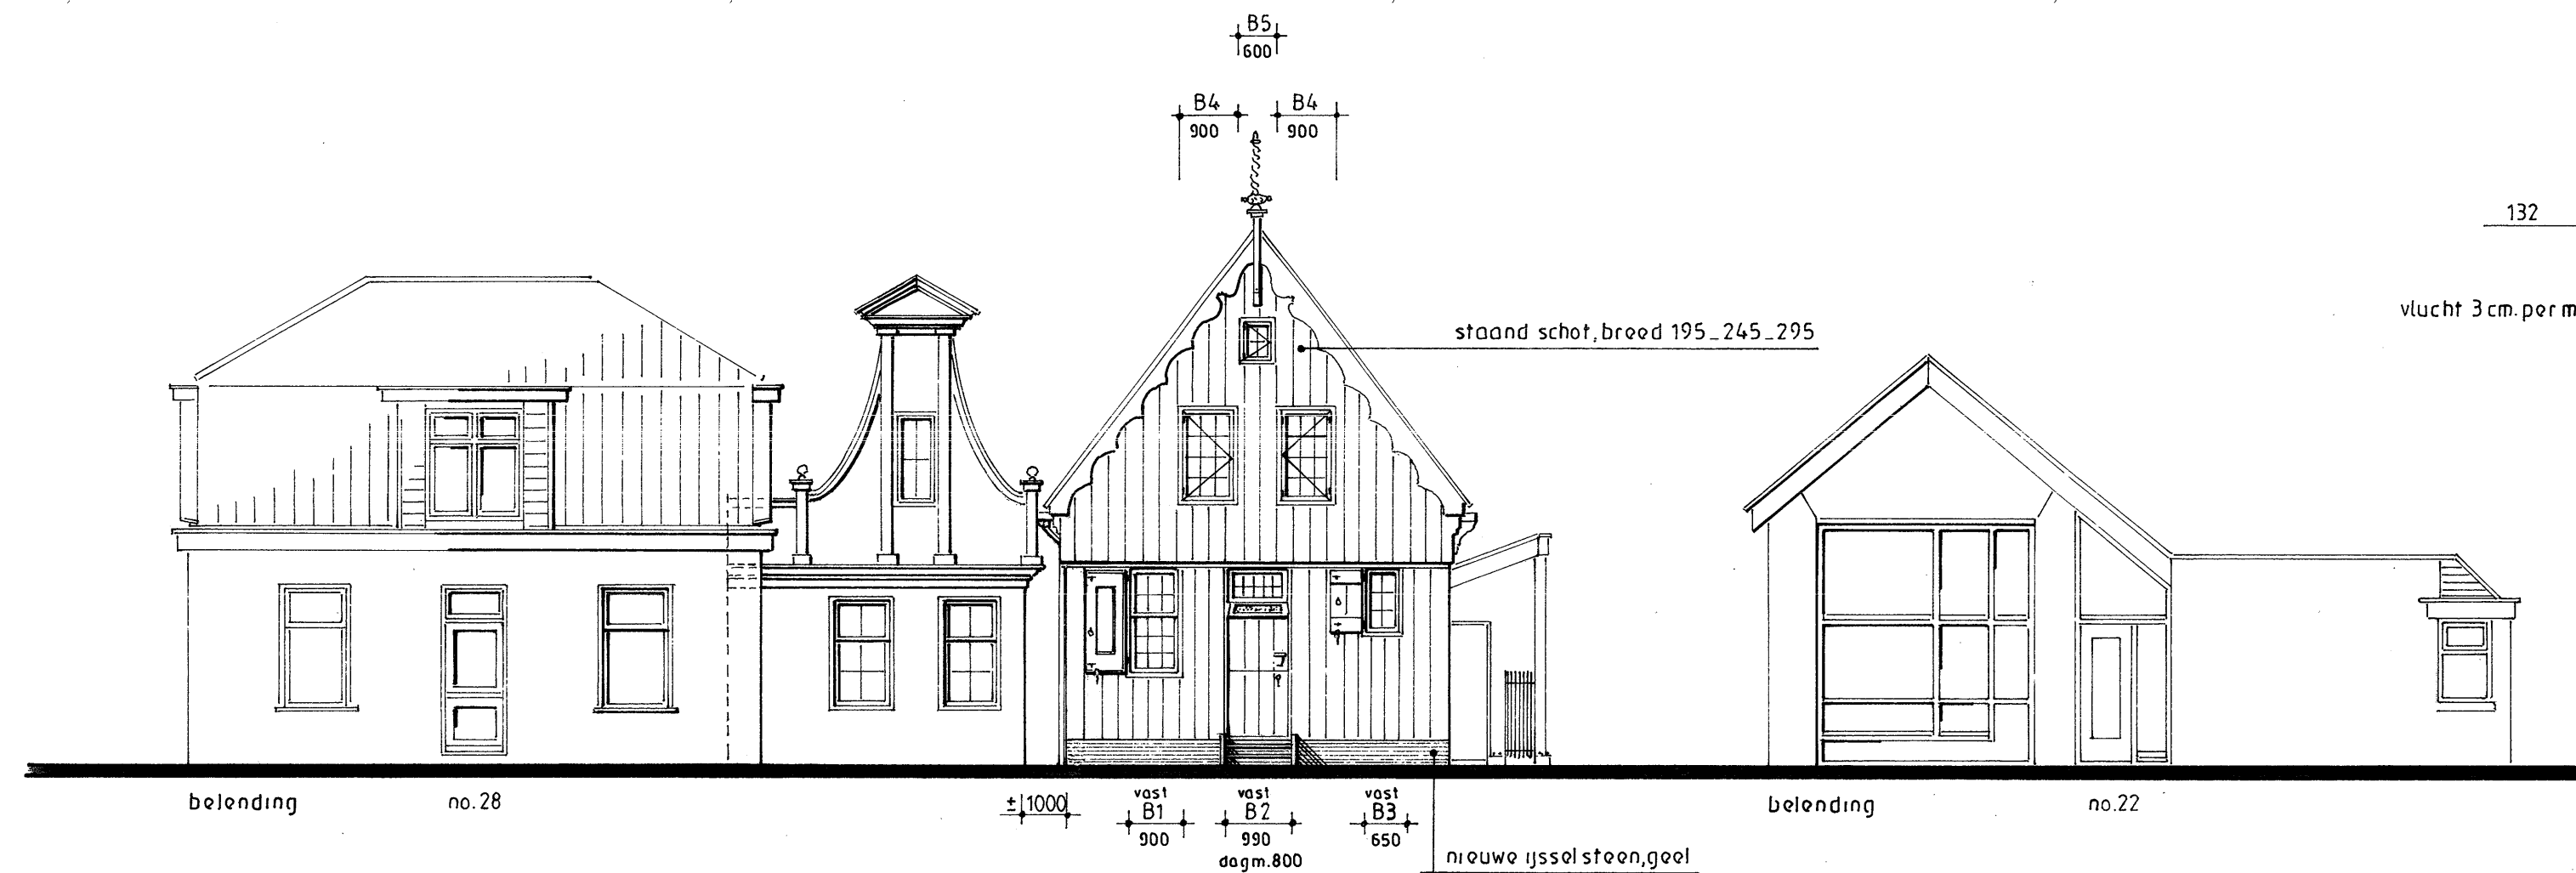 B5
600
B4 B4
900 900
132
vlucht 3 cm. per m
staand schot, breed 195_245_295
belending no.28
± 1000
vast vast vast
B1 B2 B3
900 990 650
dagm. 800
belending no.22
nieuwe ijsselsteen, geel